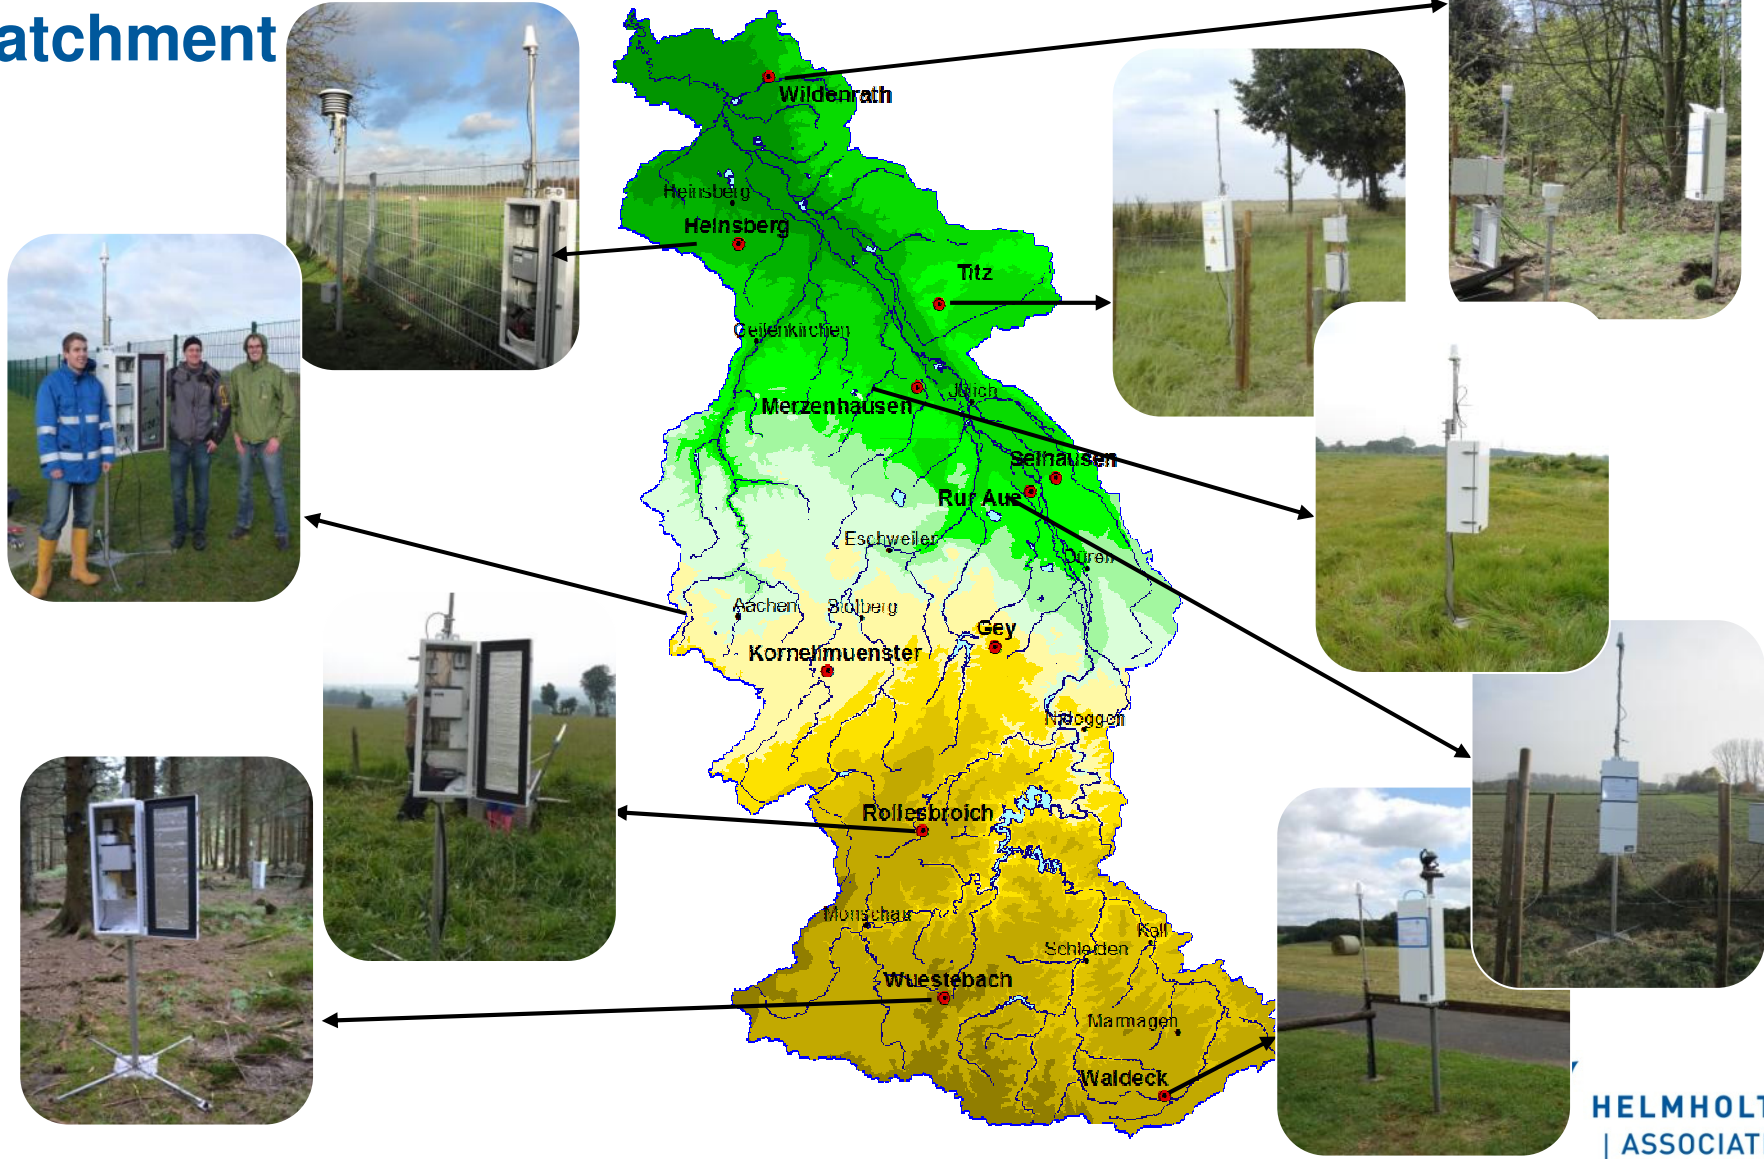 atchment
Wildenrath
Heinsberg
Heinsberg
Titz
Geilenkirchen
Jülich
Merzenhausen
Selhausen
Rur Aue
Eschweiler
Düren
Aachen
Stolberg
Gey
Kornelimuenster
Nideggen
Rollesbroich
Monschau
Kall
Schleiden
Wuestebach
Marmagen
Waldeck
HELMHOLT
| ASSOCIAT